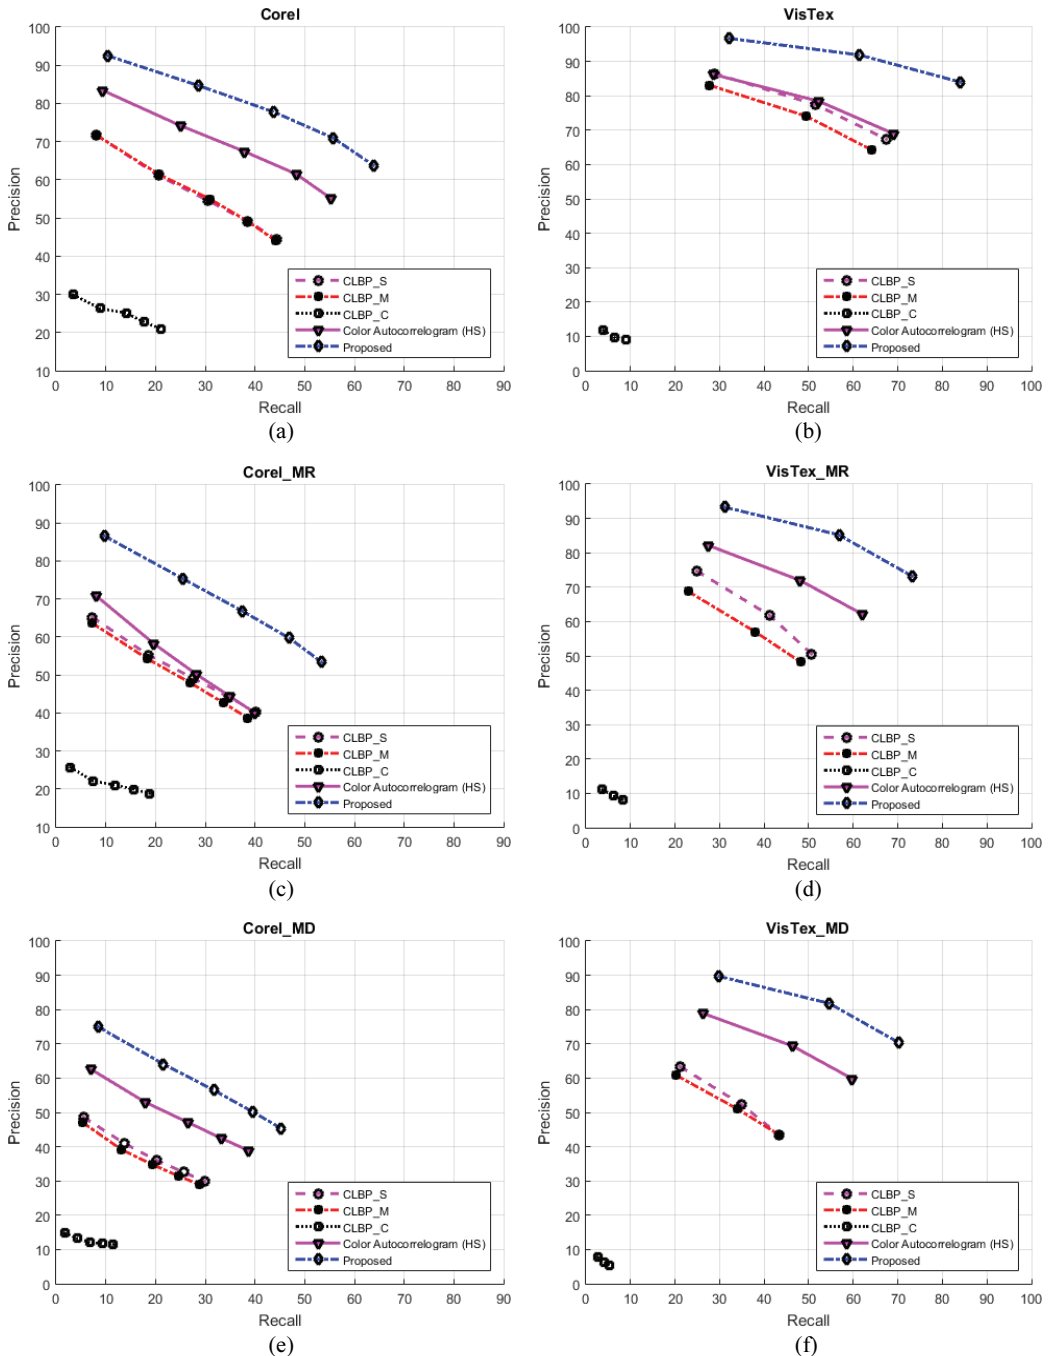 Corel
100
90
80
70
60
50
40
30
20
10
Precision
0 10 20 30 40 50 60 70 80 90
Recall
CLBP_S
CLBP_M
CLBP_C
Color Autocorrelogram (HS)
Proposed
(a)
VisTex
100
90
80
70
60
50
40
30
20
10
0
Precision
0 10 20 30 40 50 60 70 80 90 100
Recall
CLBP_S
CLBP_M
CLBP_C
Color Autocorrelogram (HS)
Proposed
(b)
Corel_MR
100
90
80
70
60
50
40
30
20
10
Precision
0 10 20 30 40 50 60 70 80 90
Recall
CLBP_S
CLBP_M
CLBP_C
Color Autocorrelogram (HS)
Proposed
(c)
VisTex_MR
100
90
80
70
60
50
40
30
20
10
0
Precision
0 10 20 30 40 50 60 70 80 90 100
Recall
CLBP_S
CLBP_M
CLBP_C
Color Autocorrelogram (HS)
Proposed
(d)
Corel_MD
100
90
80
70
60
50
40
30
20
10
0
Precision
0 10 20 30 40 50 60 70 80 90
Recall
CLBP_S
CLBP_M
CLBP_C
Color Autocorrelogram (HS)
Proposed
(e)
VisTex_MD
100
90
80
70
60
50
40
30
20
10
0
Precision
0 10 20 30 40 50 60 70 80 90 100
Recall
CLBP_S
CLBP_M
CLBP_C
Color Autocorrelogram (HS)
Proposed
(f)